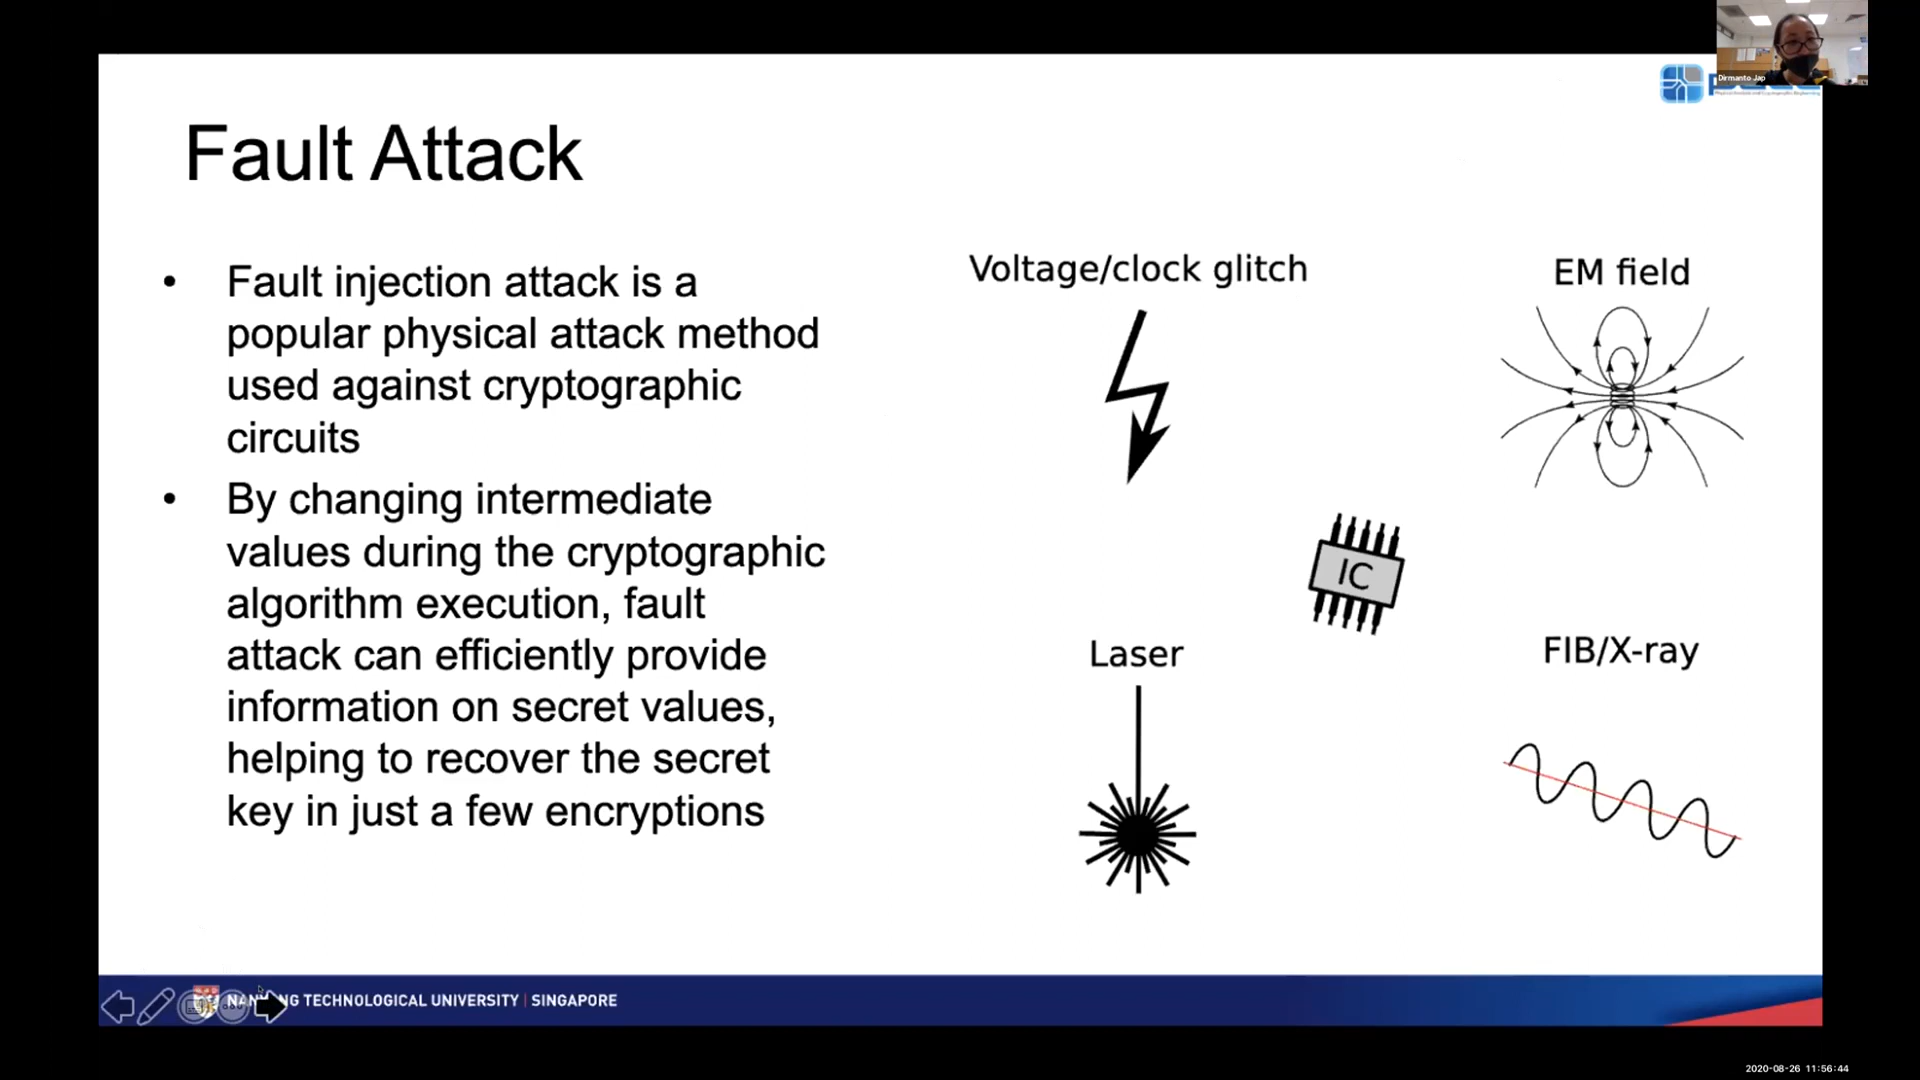 Dirmanto Jap
Fault Attack
• Fault injection attack is a
popular physical attack method
used against cryptographic
circuits
• By changing intermediate
values during the cryptographic
algorithm execution, fault
attack can efficiently provide
information on secret values,
helping to recover the secret
key in just a few encryptions
Voltage/clock glitch
EM field
IC
Laser
FIB/X-ray
TECHNOLOGICAL UNIVERSITY | SINGAPORE
2020-08-26 11:56:44